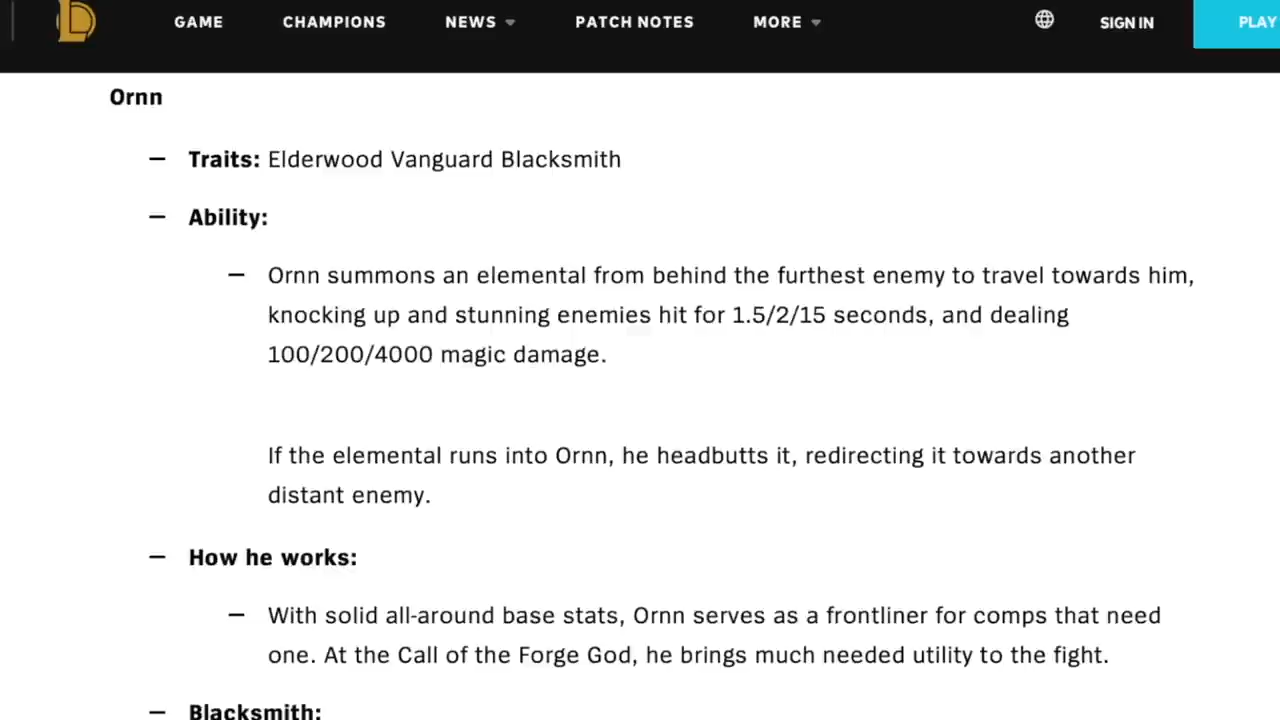 GAME CHAMPIONS NEWS PATCH NOTES MORE SIGN IN PLAY
Ornn
— Traits: Elderwood Vanguard Blacksmith
— Ability:
— Ornn summons an elemental from behind the furthest enemy to travel towards him,
knocking up and stunning enemies hit for 1.5/2/15 seconds, and dealing
100/200/4000 magic damage.
If the elemental runs into Ornn, he headbutts it, redirecting it towards another
distant enemy.
— How he works:
— With solid all-around base stats, Ornn serves as a frontliner for comps that need
one. At the Call of the Forge God, he brings much needed utility to the fight.
— Blacksmith: